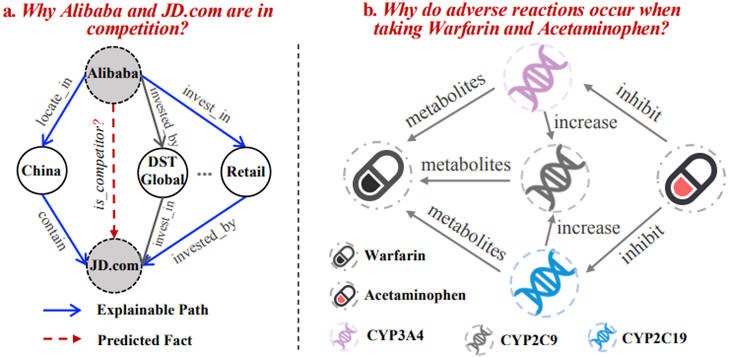 a. Why Alibaba and JD.com are in
competition?
Alibaba
locate_in
is_competitor?
invested_by
invest_in
China
DST
Global
...
Retail
contain
invest_in
invested_by
JD.com
Explainable Path
Predicted Fact
b. Why do adverse reactions occur when
taking Warfarin and Acetaminophen?
metabolites
inhibit
increase
metabolites
increase
metabolites
inhibit
Warfarin
Acetaminophen
CYP3A4
CYP2C9
CYP2C19